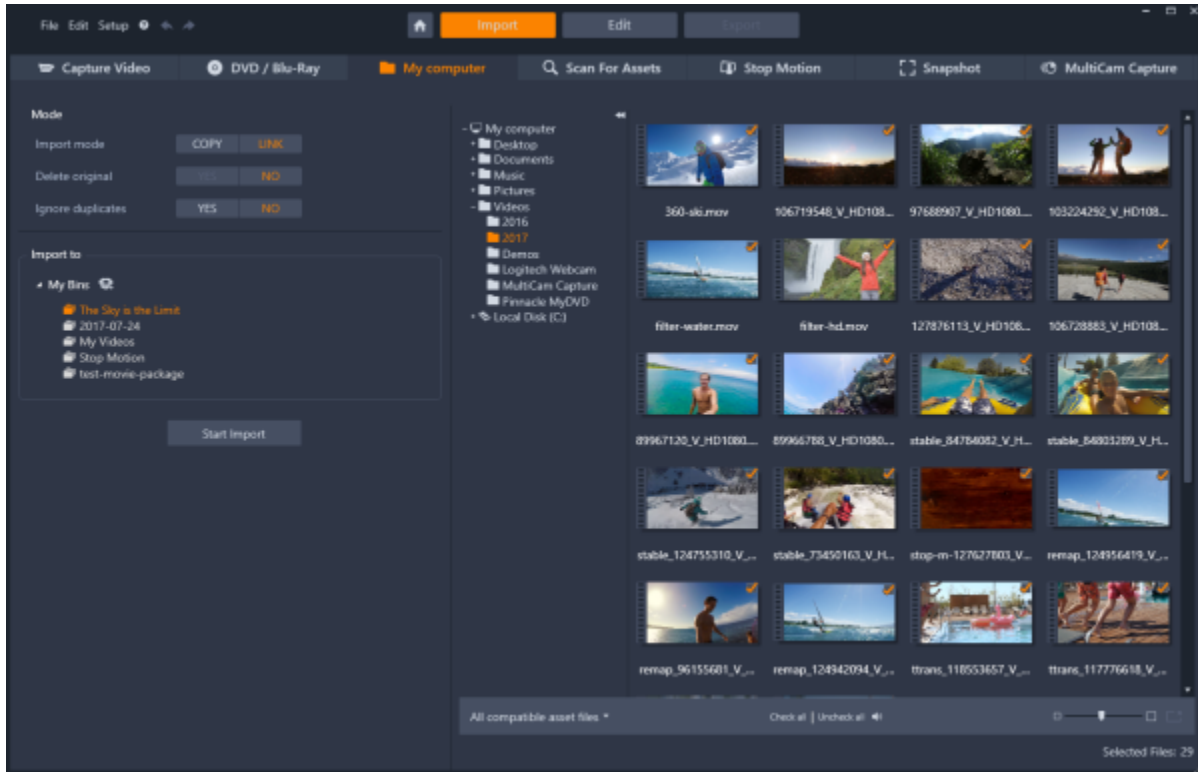 File Edit Setup
Import Edit Export
Capture Video DVD / Blu-Ray My computer Scan For Assets Stop Motion Snapshot MultiCam Capture
Mode
Import mode COPY LINK
Delete original YES NO
Ignore duplicates YES NO
Import to
My Bins
The Sky is the Limit
2017-07-24
My Videos
Stop Motion
test-movie-package
Start Import
My computer
Desktop
Documents
Music
Pictures
Videos
2016
2017
Demos
Logitech Webcam
MultiCam Capture
Pinnacle MyDVD
Local Disk (C:)
360-ski.mov 106719548_V_HD108... 97688907_V_HD1080.... 103224292_V_HD108...
filter-water.mov filter-hd.mov 127876113_V_HD108... 106728883_V_HD108...
89967120_V_HD1080.... 89966788_V_HD1080.... stable_84784082_V_H... stable_84803289_V_H...
stable_124755310_V_... stable_73450163_V_H... stop-m-127627803_V... remap_124956419_V_...
remap_96155681_V_... remap_124942094_V_... ttrans_118553657_V_... ttrans_117776618_V_...
All compatible asset files Check all | Uncheck all
Selected Files: 29